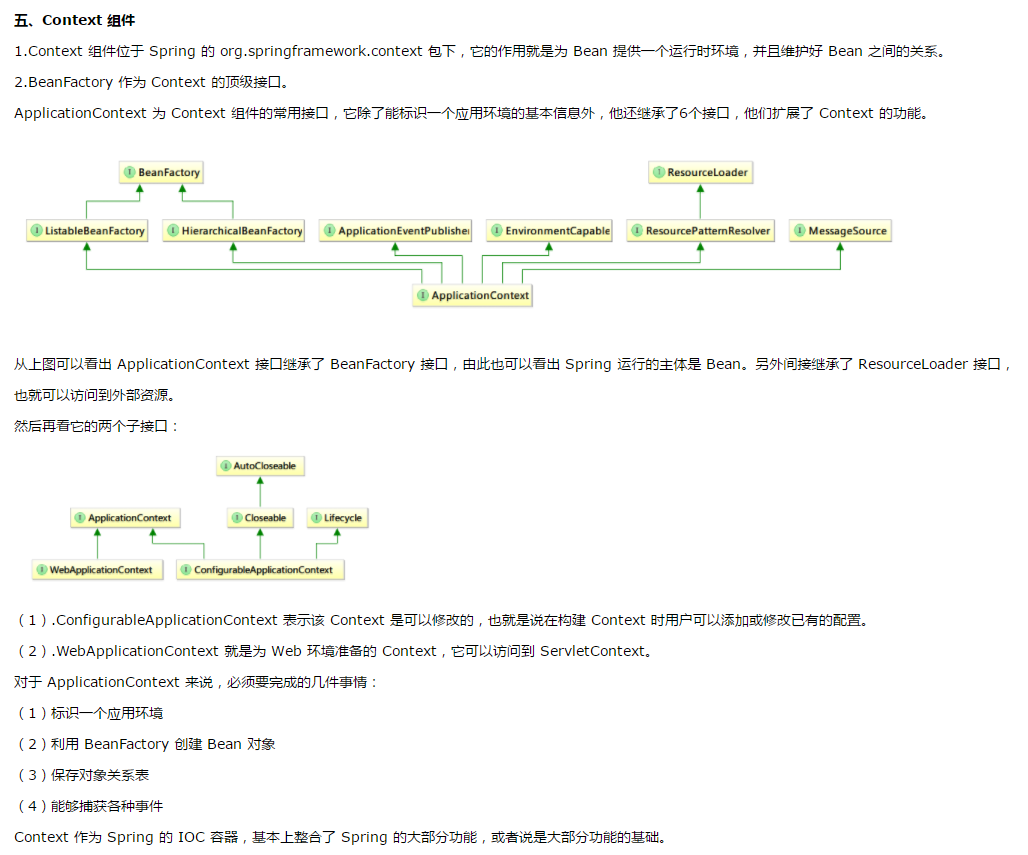 五、Context 组件
1.Context 组件位于 Spring 的 org.springframework.context 包下，它的作用就是为 Bean 提供一个运行时环境，并且维护好 Bean 之间的关系。
2.BeanFactory 作为 Context 的顶级接口。
ApplicationContext 为 Context 组件的常用接口，它除了能标识一个应用环境的基本信息外，他还继承了6个接口，他们扩展了 Context 的功能。
I BeanFactory
I ResourceLoader
I ListableBeanFactory
I HierarchicalBeanFactory
I ApplicationEventPublisher
I EnvironmentCapable
I ResourcePatternResolver
I MessageSource
I ApplicationContext
从上图可以看出 ApplicationContext 接口继承了 BeanFactory 接口，由此也可以看出 Spring 运行的主体是 Bean。另外间接继承了 ResourceLoader 接口，
也就可以访问到外部资源。
然后再看它的两个子接口：
I AutoCloseable
I ApplicationContext
I Closeable
I Lifecycle
I WebApplicationContext
I ConfigurableApplicationContext
（1）.ConfigurableApplicationContext 表示该 Context 是可以修改的，也就是说在构建 Context 时用户可以添加或修改已有的配置。
（2）.WebApplicationContext 就是为 Web 环境准备的 Context，它可以访问到 ServletContext。
对于 ApplicationContext 来说，必须要完成的几件事情：
（1）标识一个应用环境
（2）利用 BeanFactory 创建 Bean 对象
（3）保存对象关系表
（4）能够捕获各种事件
Context 作为 Spring 的 IOC 容器，基本上整合了 Spring 的大部分功能，或者说是大部分功能的基础。